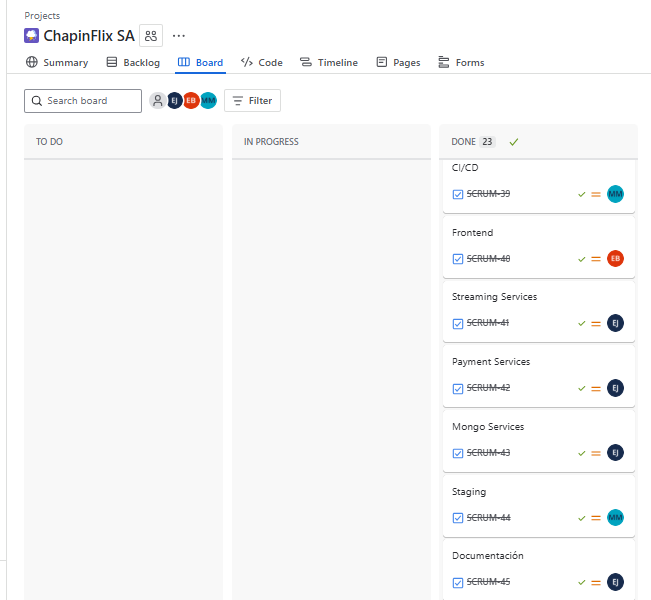 Projects
ChapinFlix SA
Summary Backlog Board Code Timeline Pages Forms
Search board EJ EB MM Filter
TO DO IN PROGRESS DONE 23
CI/CD
SCRUM-39 MM
Frontend
SCRUM-40 EB
Streaming Services
SCRUM-41 EJ
Payment Services
SCRUM-42 EJ
Mongo Services
SCRUM-43 EJ
Staging
SCRUM-44 MM
Documentación
SCRUM-45 EJ